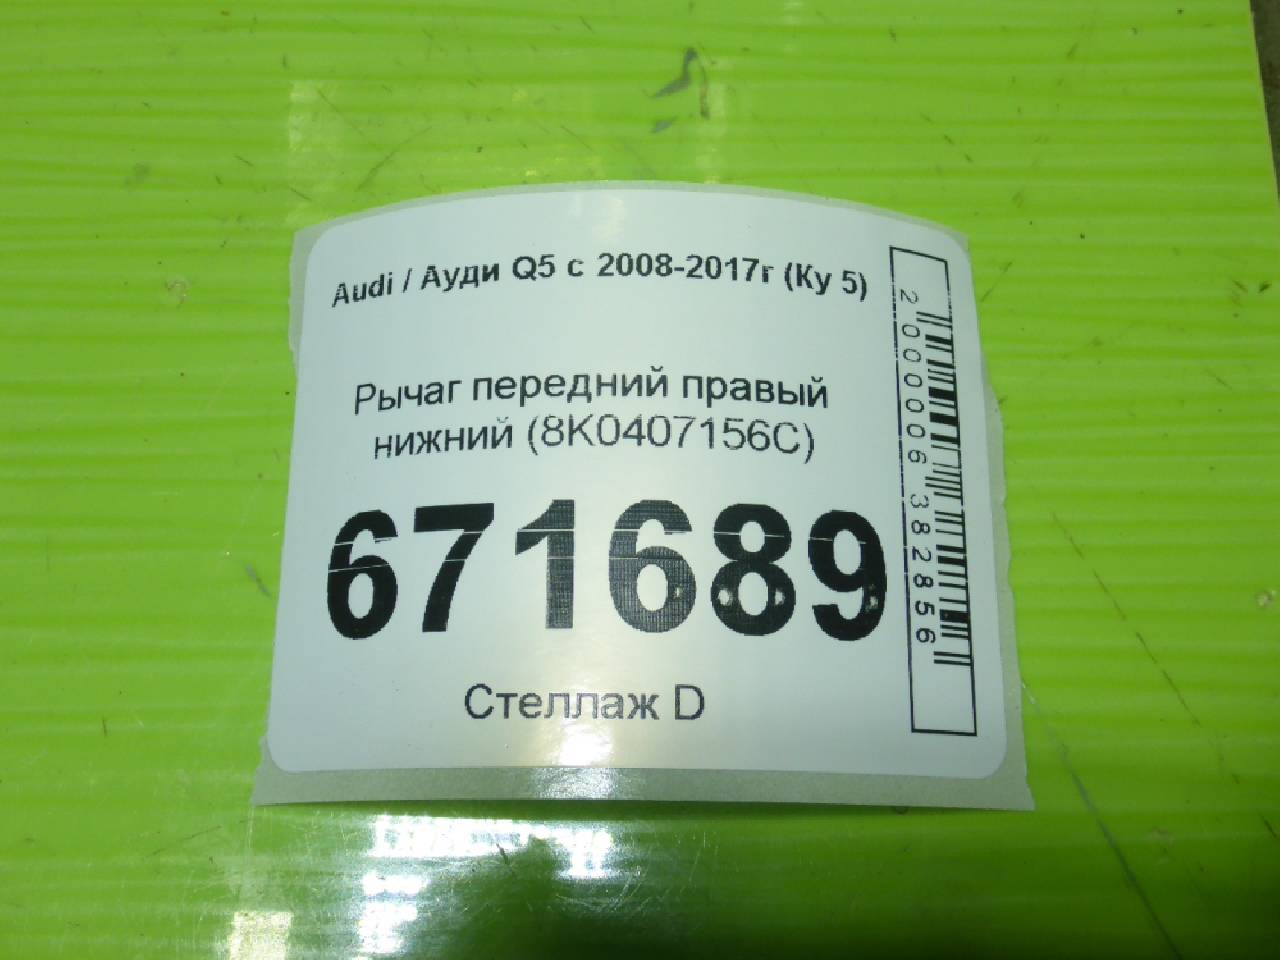 Audi / Ауди Q5 с 2008-2017г (Ку 5)
Рычаг передний правый
нижний (8K0407156C)
671689
Стеллаж D
2000006382856